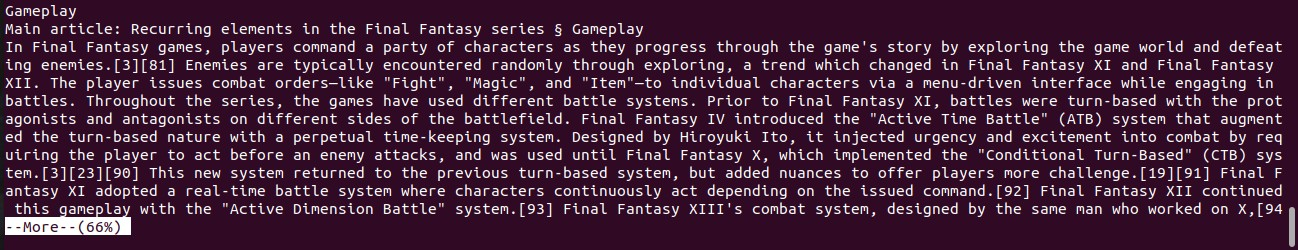 Gameplay
Main article: Recurring elements in the Final Fantasy series § Gameplay
In Final Fantasy games, players command a party of characters as they progress through the game's story by exploring the game world and defeat
ing enemies.[3][81] Enemies are typically encountered randomly through exploring, a trend which changed in Final Fantasy XI and Final Fantasy
XII. The player issues combat orders—like "Fight", "Magic", and "Item"—to individual characters via a menu-driven interface while engaging in
battles. Throughout the series, the games have used different battle systems. Prior to Final Fantasy XI, battles were turn-based with the prot
agonists and antagonists on different sides of the battlefield. Final Fantasy IV introduced the "Active Time Battle" (ATB) system that augment
ed the turn-based nature with a perpetual time-keeping system. Designed by Hiroyuki Ito, it injected urgency and excitement into combat by req
uiring the player to act before an enemy attacks, and was used until Final Fantasy X, which implemented the "Conditional Turn-Based" (CTB) sys
tem.[3][23][90] This new system returned to the previous turn-based system, but added nuances to offer players more challenge.[19][91] Final F
antasy XI adopted a real-time battle system where characters continuously act depending on the issued command.[92] Final Fantasy XII continued
 this gameplay with the "Active Dimension Battle" system.[93] Final Fantasy XIII's combat system, designed by the same man who worked on X,[94
--More--(66%)